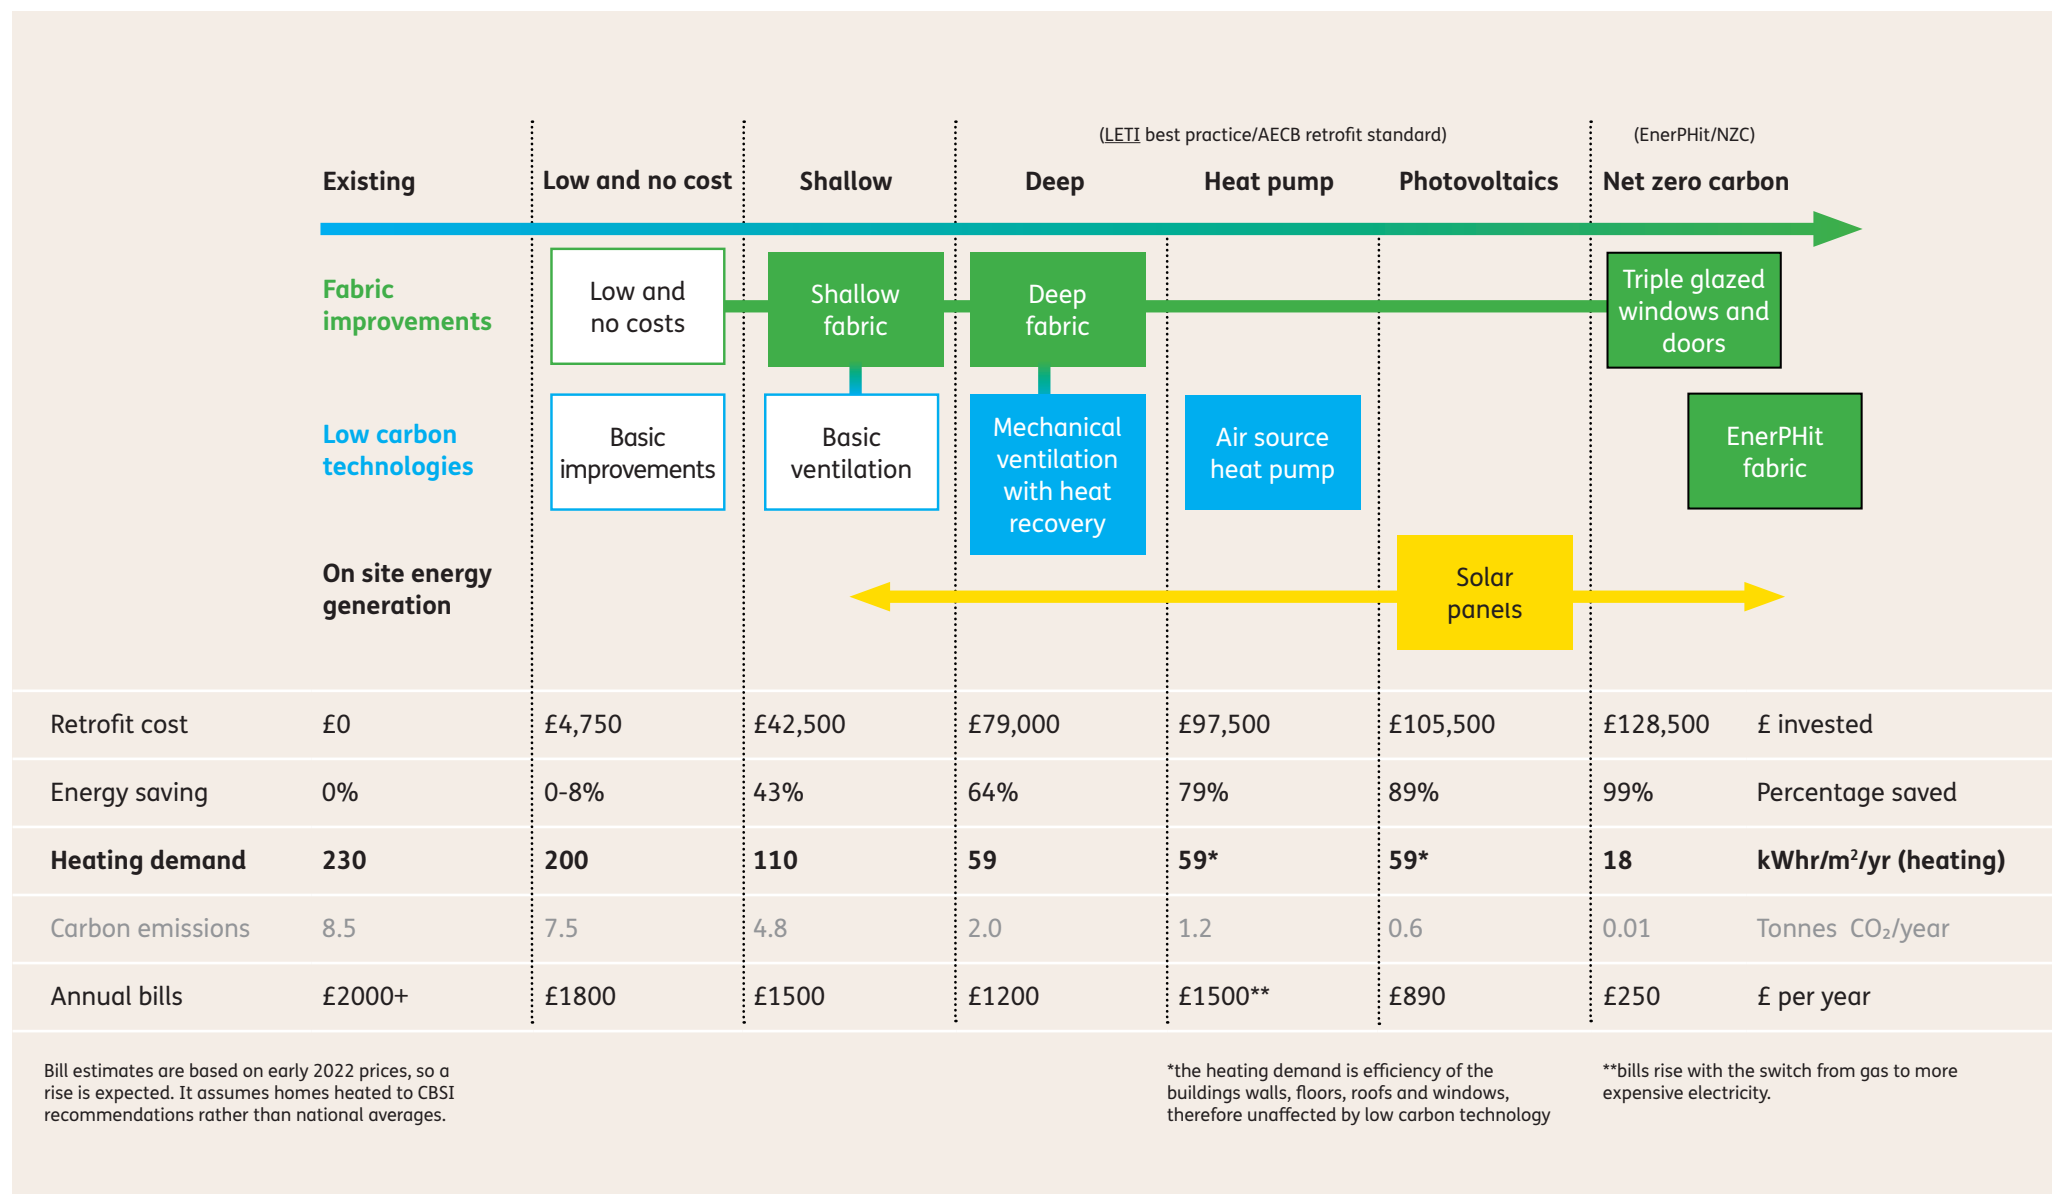 (LETI best practice/AECB retrofit standard)
(EnerPHit/NZC)
Existing
Low and no cost
Shallow
Deep
Heat pump
Photovoltaics
Net zero carbon
Fabric
improvements
Low and
no costs
Shallow
fabric
Deep
fabric
Triple glazed
windows and
doors
Low carbon
technologies
Basic
improvements
Basic
ventilation
Mechanical
ventilation
with heat
recovery
Air source
heat pump
EnerPHit
fabric
On site energy
generation
Solar
panels
Retrofit cost £0 £4,750 £42,500 £79,000 £97,500 £105,500 £128,500 £ invested
Energy saving 0% 0-8% 43% 64% 79% 89% 99% Percentage saved
Heating demand 230 200 110 59 59* 59* 18 kWhr/m²/yr (heating)
Carbon emissions 8.5 7.5 4.8 2.0 1.2 0.6 0.01 Tonnes CO₂/year
Annual bills £2000+ £1800 £1500 £1200 £1500** £890 £250 £ per year
Bill estimates are based on early 2022 prices, so a
rise is expected. It assumes homes heated to CBSI
recommendations rather than national averages.
*the heating demand is efficiency of the
buildings walls, floors, roofs and windows,
therefore unaffected by low carbon technology
**bills rise with the switch from gas to more
expensive electricity.